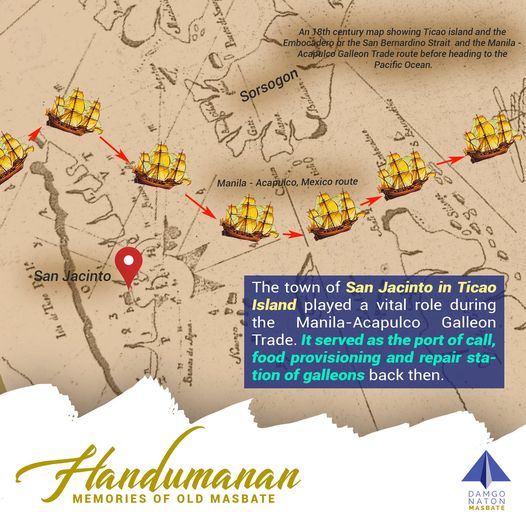 An 18th century map showing Ticao island and the
Embocadero or the San Bernardino Strait and the Manila -
Acapulco Galleon Trade route before heading to the
Pacific Ocean.
Sorsogon
Manila - Acapulco, Mexico route
San Jacinto
The town of San Jacinto in Ticao
Island played a vital role during
the Manila-Acapulco Galleon
Trade. It served as the port of call,
food provisioning and repair sta-
tion of galleons back then.
Handumanan
MEMORIES OF OLD MASBATE
DAMGO
NATON
MASBATE